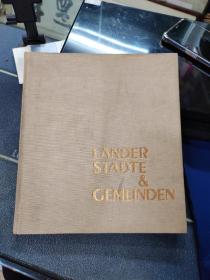 LÄNDER
STÄDTE
&
GEMEINDEN